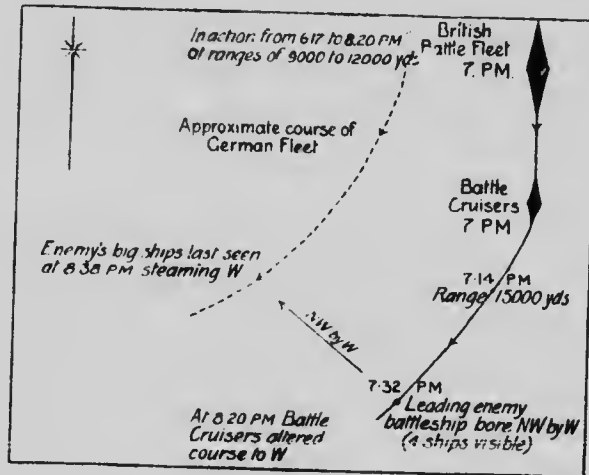 In action from 617 to 8.20 PM
at ranges of 9000 to 12000 yds
British
Battle Fleet
7. PM.
Approximate course of
German Fleet
Battle
Cruisers
7 PM
Enemy's big ships last seen
at 8 38 PM steaming W
7·14 PM
Range 15000 yds
NW by W
7·32 PM
Leading enemy
battleship bore NW by W
(4 ships visible)
At 8 20 PM Battle
Cruisers altered
course to W